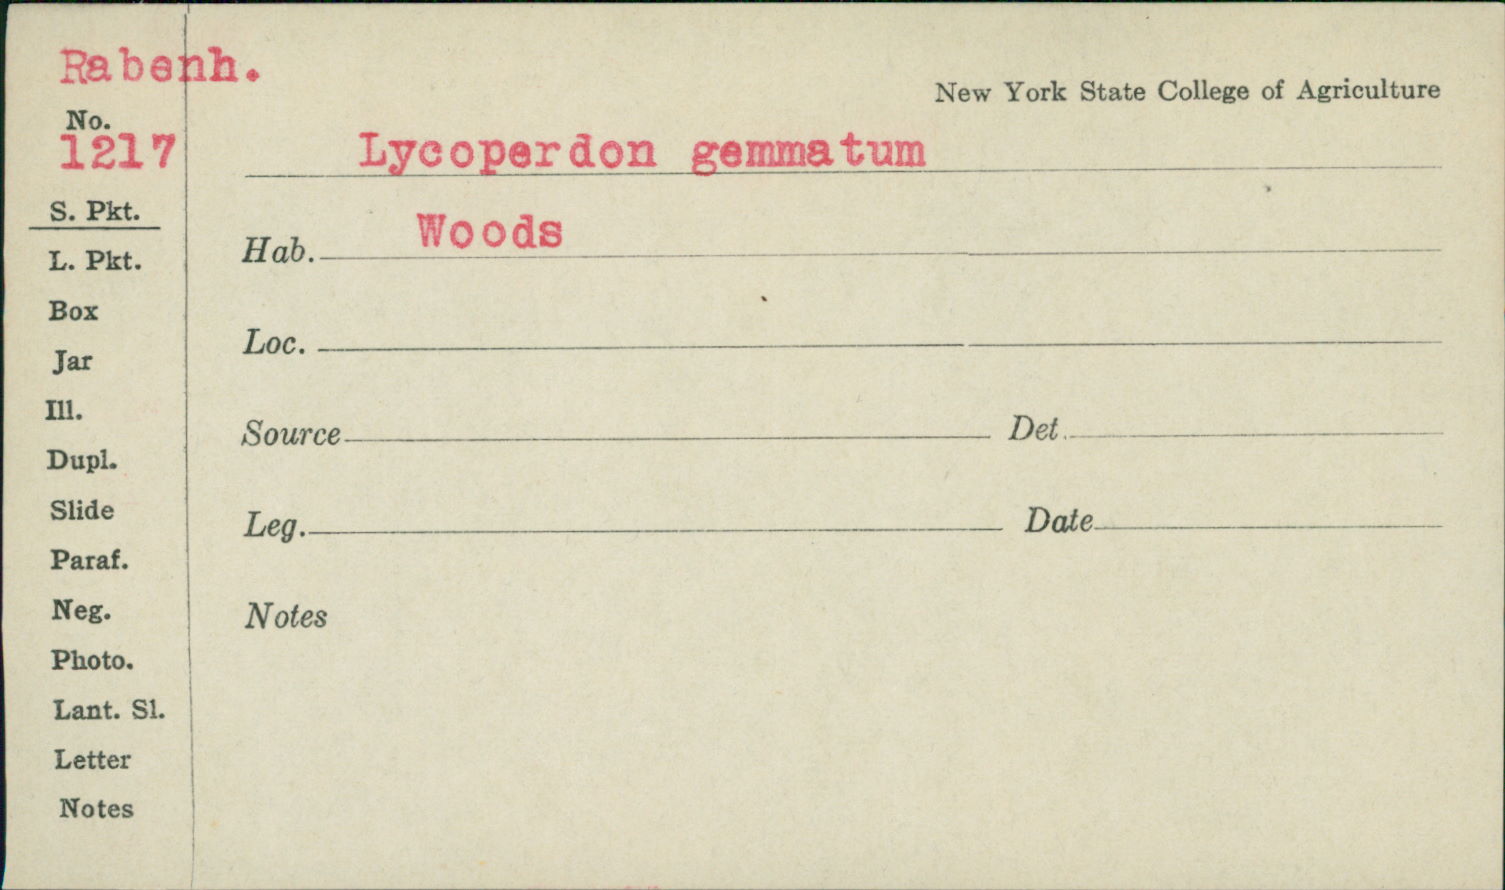 Rabenh.
New York State College of Agriculture
No.
1217
Lycoperdon gemmatum
S. Pkt.
Hab. Woods
L. Pkt.
Box
Loc.
Jar
Ill.
Source Det.
Dupl.
Slide
Leg. Date
Paraf.
Neg.
Notes
Photo.
Lant. Sl.
Letter
Notes